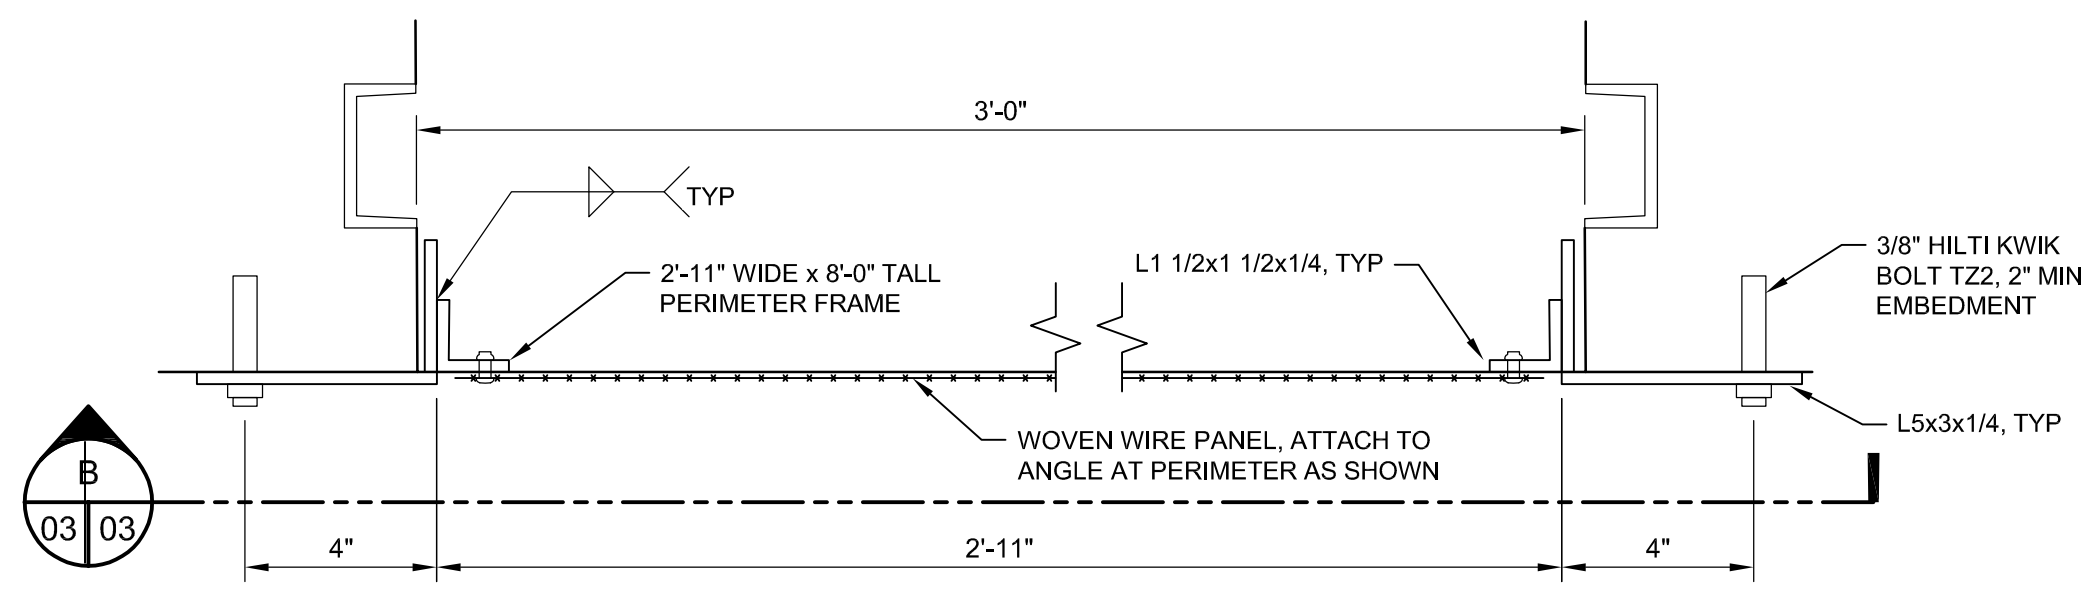 3'-0"
TYP
2'-11" WIDE x 8'-0" TALL
PERIMETER FRAME
L1 1/2x1 1/2x1/4, TYP
3/8" HILTI KWIK
BOLT TZ2, 2" MIN
EMBEDMENT
L5x3x1/4, TYP
WOVEN WIRE PANEL, ATTACH TO
ANGLE AT PERIMETER AS SHOWN
B
03 03
4"
2'-11"
4"